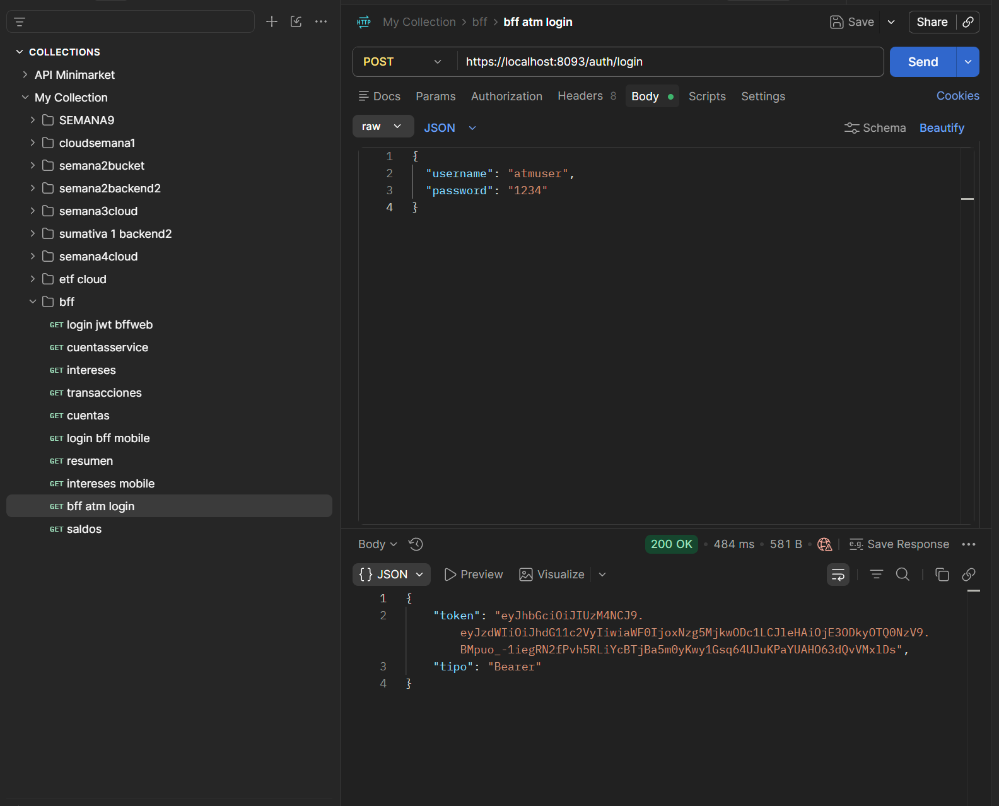 COLLECTIONS
API Minimarket
My Collection
SEMANA9
cloudsemana1
semana2bucket
semana2backend2
semana3cloud
sumativa 1 backend2
semana4cloud
etf cloud
bff
GET login jwt bffweb
GET cuentasservice
GET intereses
GET transacciones
GET cuentas
GET login bff mobile
GET resumen
GET intereses mobile
GET bff atm login
GET saldos
HTTP My Collection > bff > bff atm login
Save
Share
POST
https://localhost:8093/auth/login
Send
Docs Params Authorization Headers 8 Body Scripts Settings
Cookies
raw
JSON
Schema
Beautify
1 {
2 "username": "atmuser",
3 "password": "1234"
4 }
Body
200 OK • 484 ms • 581 B •
e.g. Save Response
{} JSON
Preview
Visualize
1 {
2 "token": "eyJhbGciOiJIUzM4NCJ9.
eyJzdWIiOiJhdG11c2VyIiwiaWF0IjoxNzg5MjkwODc1LCJleHAiOjE3ODkyOTQ0NzV9.
BMpuo_-1iegRN2fPvh5RLiYcBTjBa5m0yKwy1Gsq64UJuKPaYUAHO63dQvVMxlDs",
3 "tipo": "Bearer"
4 }